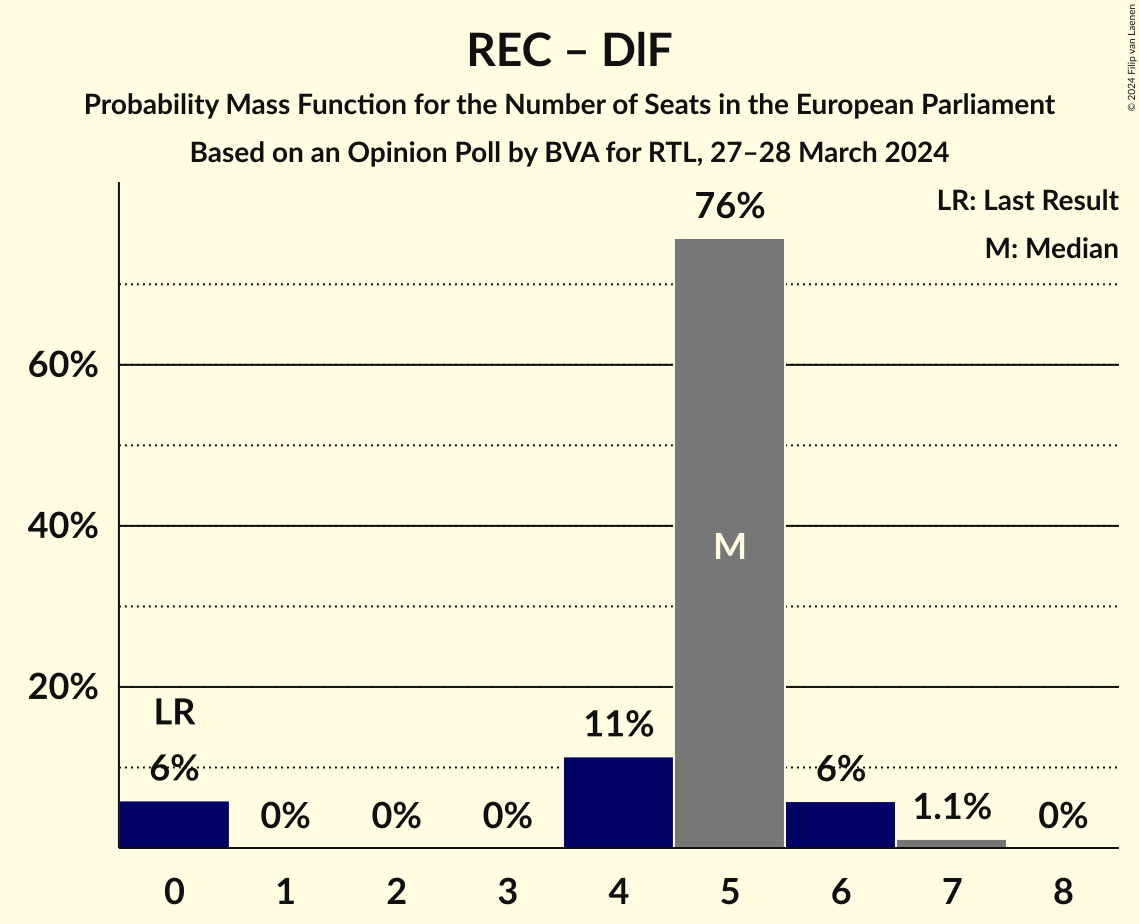 REC – DlF
Probability Mass Function for the Number of Seats in the European Parliament
Based on an Opinion Poll by BVA for RTL, 27–28 March 2024
© 2024 Filip van Laenen
LR: Last Result
M: Median
76%
60%
40%
M
20%
LR
6%
0%
0%
0%
11%
6%
1.1%
0%
0 1 2 3 4 5 6 7 8